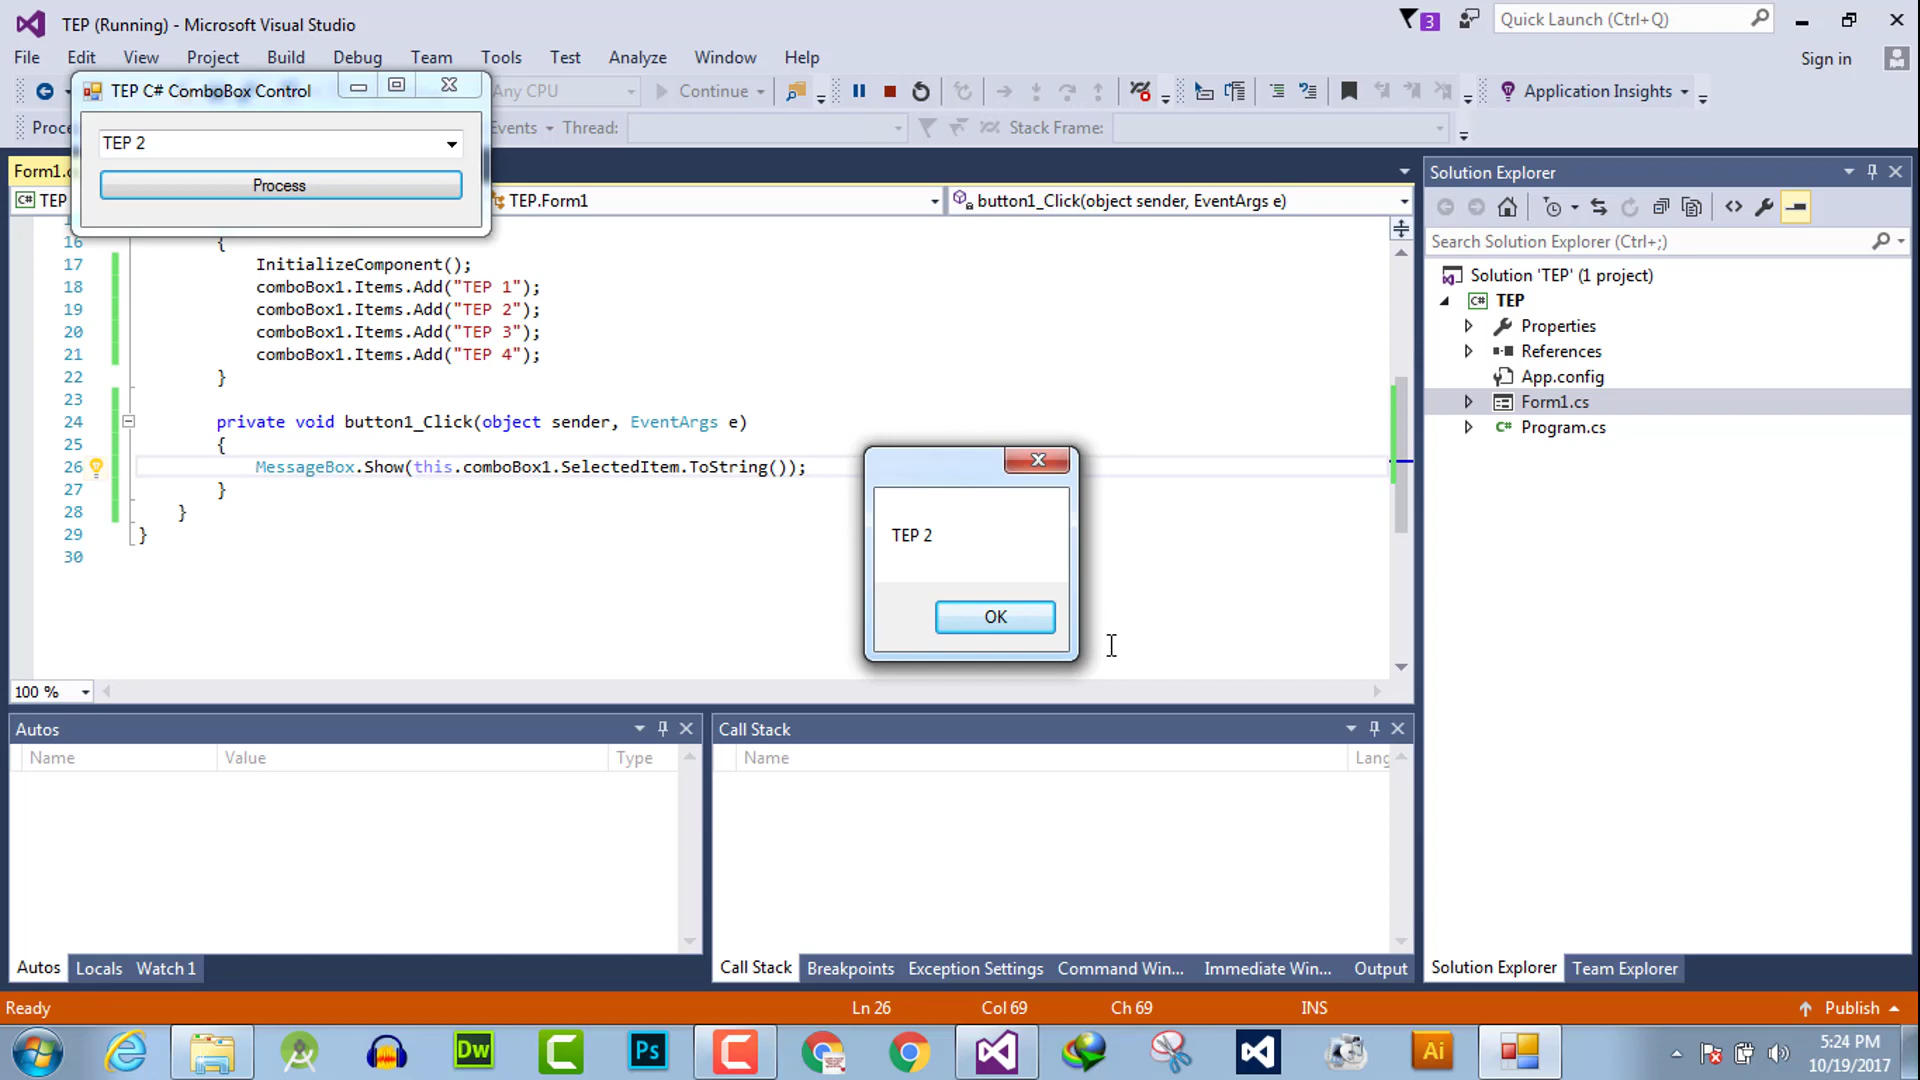 TEP (Running) - Microsoft Visual Studio
3
Quick Launch (Ctrl+Q)
File Edit View Project Build Debug Team Tools Test Analyze Window Help
Sign in
TEP C# ComboBox Control
Any CPU
Continue
Application Insights
Events
Thread:
Stack Frame:
TEP 2
Process
Form1.c
C# TEP
TEP.Form1
button1_Click(object sender, EventArgs e)
16 {
17 InitializeComponent();
18 comboBox1.Items.Add("TEP 1");
19 comboBox1.Items.Add("TEP 2");
20 comboBox1.Items.Add("TEP 3");
21 comboBox1.Items.Add("TEP 4");
22 }
23
24 private void button1_Click(object sender, EventArgs e)
25 {
26 MessageBox.Show(this.comboBox1.SelectedItem.ToString());
27 }
28 }
29 }
30
TEP 2
OK
100 %
Solution Explorer
Search Solution Explorer (Ctrl+;)
Solution 'TEP' (1 project)
C# TEP
Properties
References
App.config
Form1.cs
C# Program.cs
Autos
Name Value Type
Call Stack
Name Lang
Autos Locals Watch 1
Call Stack Breakpoints Exception Settings Command Win... Immediate Win... Output
Solution Explorer Team Explorer
Ready
Ln 26 Col 69 Ch 69 INS
Publish
Dw
Ps
Ai
5:24 PM
10/19/2017